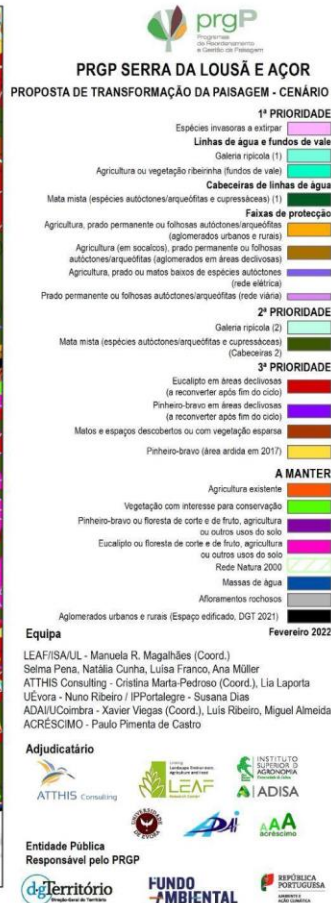 prgP
Programas
de Reordenamento
e Gestão de Paisagem
PRGP SERRA DA LOUSÃ E AÇOR
PROPOSTA DE TRANSFORMAÇÃO DA PAISAGEM - CENÁRIO
1ª PRIORIDADE
Espécies invasoras a extirpar
Linhas de água e fundos de vale
Galeria ripícola (1)
Agricultura ou vegetação ribeirinha (fundos de vale)
Cabeceiras de linhas de água
Mata mista (espécies autóctones/arqueófitas e cupressáceas) (1)
Faixas de protecção
Agricultura, prado permanente ou folhosas autóctones/arqueófitas
(aglomerados urbanos e rurais)
Agricultura (em socalcos), prado permanente ou folhosas
autóctones/arqueófitas (aglomerados em áreas declivosas)
Agricultura, prado ou matos baixos de espécies autóctones
(rede elétrica)
Prado permanente ou folhosas autóctones/arqueófitas (rede viária)
2ª PRIORIDADE
Galeria ripícola (2)
Mata mista (espécies autóctones/arqueófitas e cupressáceas)
(Cabeceiras 2)
3ª PRIORIDADE
Eucalipto em áreas declivosas
(a reconverter após fim do ciclo)
Pinheiro-bravo em áreas declivosas
(a reconverter após fim do ciclo)
Matos e espaços descobertos ou com vegetação esparsa
Pinheiro-bravo (área ardida em 2017)
A MANTER
Agricultura existente
Vegetação com interesse para conservação
Pinheiro-bravo ou floresta de corte e de fruto, agricultura
ou outros usos do solo
Eucalipto ou floresta de corte e de fruto, agricultura
ou outros usos do solo
Rede Natura 2000
Massas de água
Afloramentos rochosos
Aglomerados urbanos e rurais (Espaço edificado, DGT 2021)
Equipa
Fevereiro 2022
LEAF/ISA/UL - Manuela R. Magalhães (Coord.)
Selma Pena, Natália Cunha, Luísa Franco, Ana Müller
ATTHIS Consulting - Cristina Marta-Pedroso (Coord.), Lia Laporta
UÉvora - Nuno Ribeiro / IPPortalegre - Susana Dias
ADAI/UCoimbra - Xavier Viegas (Coord.), Luís Ribeiro, Miguel Almeida
ACRÉSCIMO - Paulo Pimenta de Castro
Adjudicatário
ATTHIS Consulting
LEAF
INSTITUTO
SUPERIOR D
AGRONOMIA
ADISA
UNIVERSIDADE
DE ÉVORA
ADAI
acréscimo
Entidade Pública
Responsável pelo PRGP
dgTerritório
Direção-Geral do Território
FUNDO
AMBIENTAL
REPÚBLICA
PORTUGUESA
AMBIENTE E
AÇÃO CLIMÁTICA